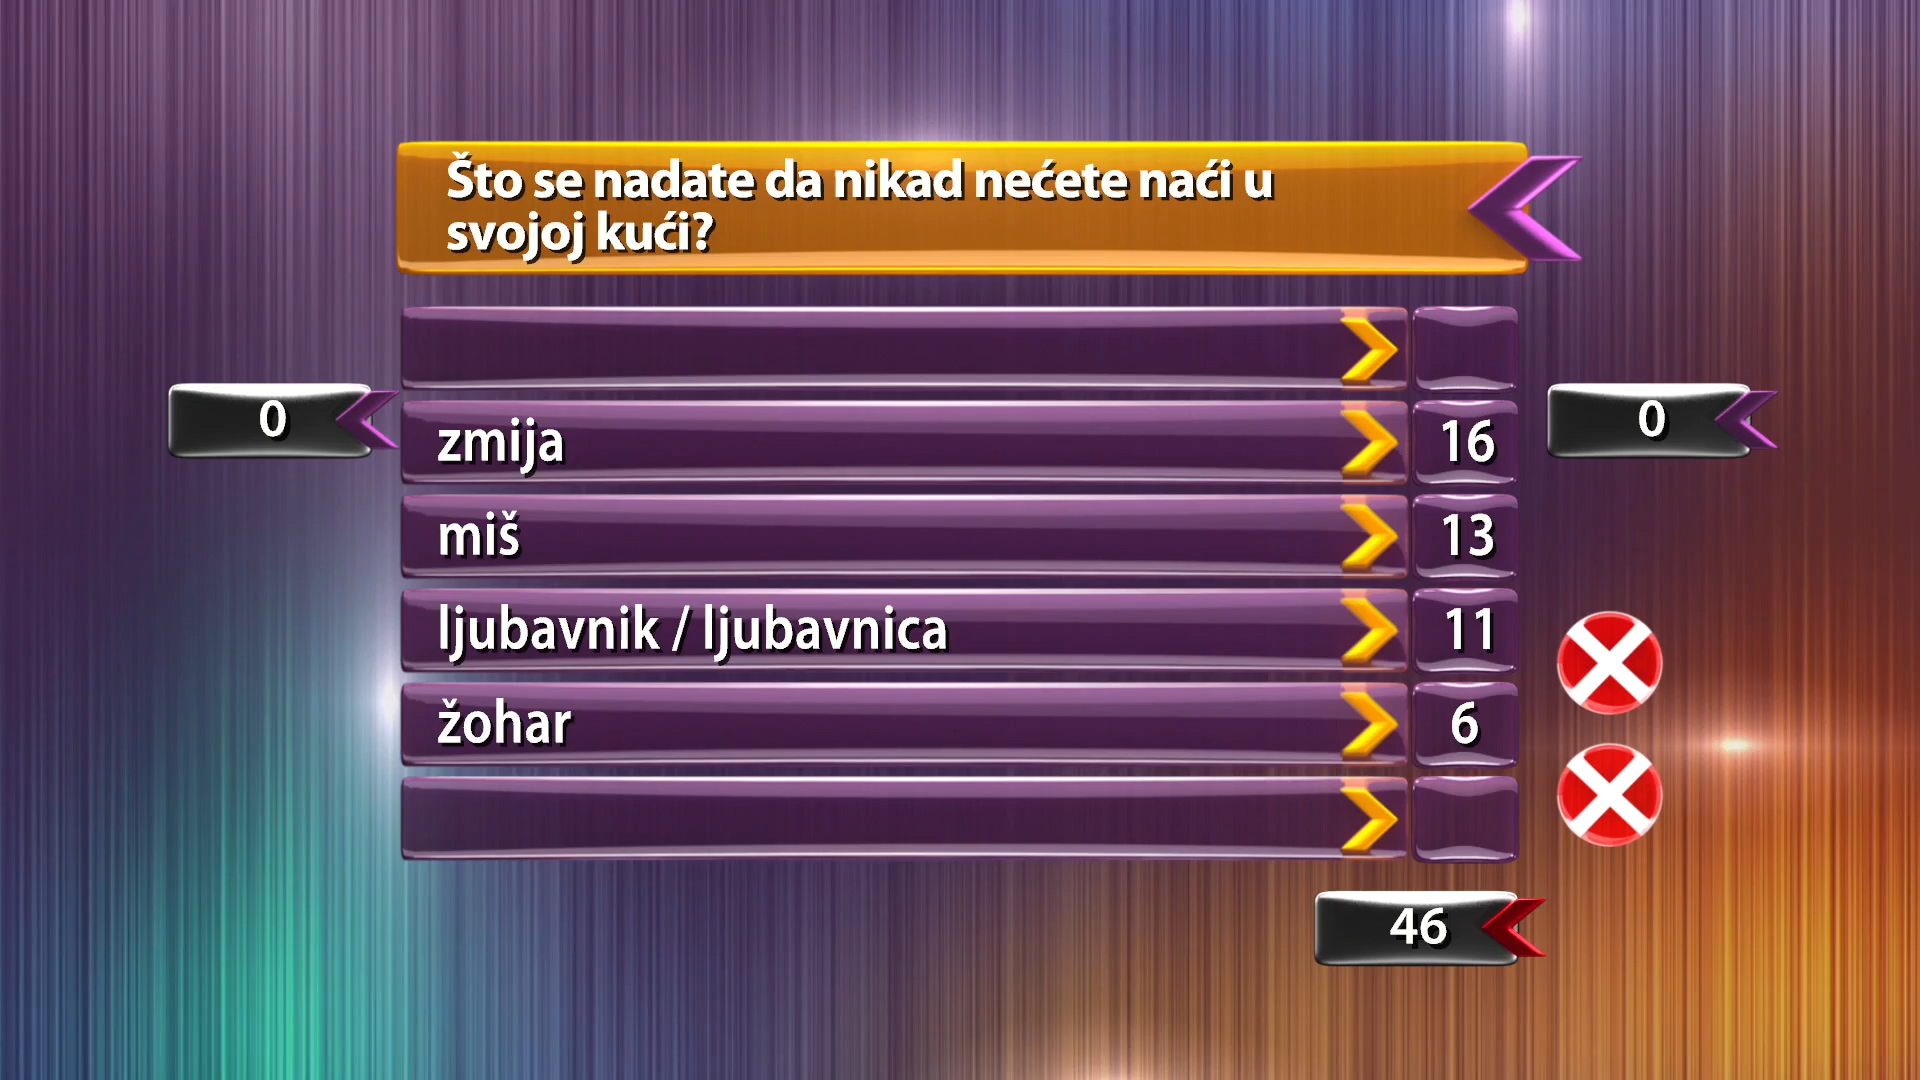 Što se nadate da nikad nećete naći u
svojoj kući?
0
zmija 16
0
miš 13
ljubavnik / ljubavnica 11
žohar 6
46